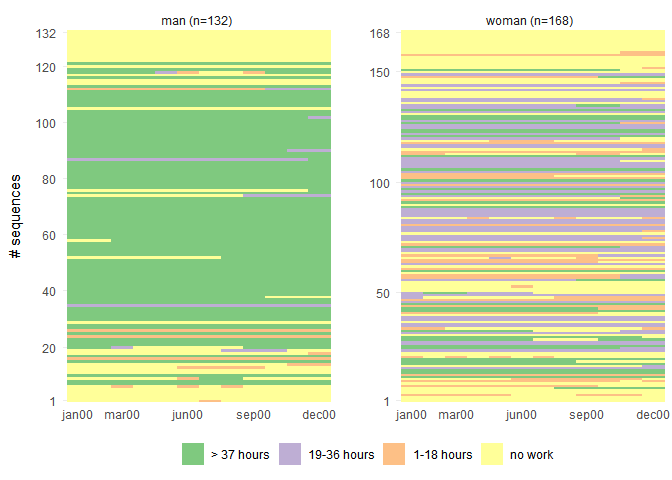 man (n=132)
woman (n=168)
132
120
100
80
60
40
20
1
168
150
100
50
1
# sequences
jan00 mar00 jun00 sep00 dec00
jan00 mar00 jun00 sep00 dec00
> 37 hours 19-36 hours 1-18 hours no work